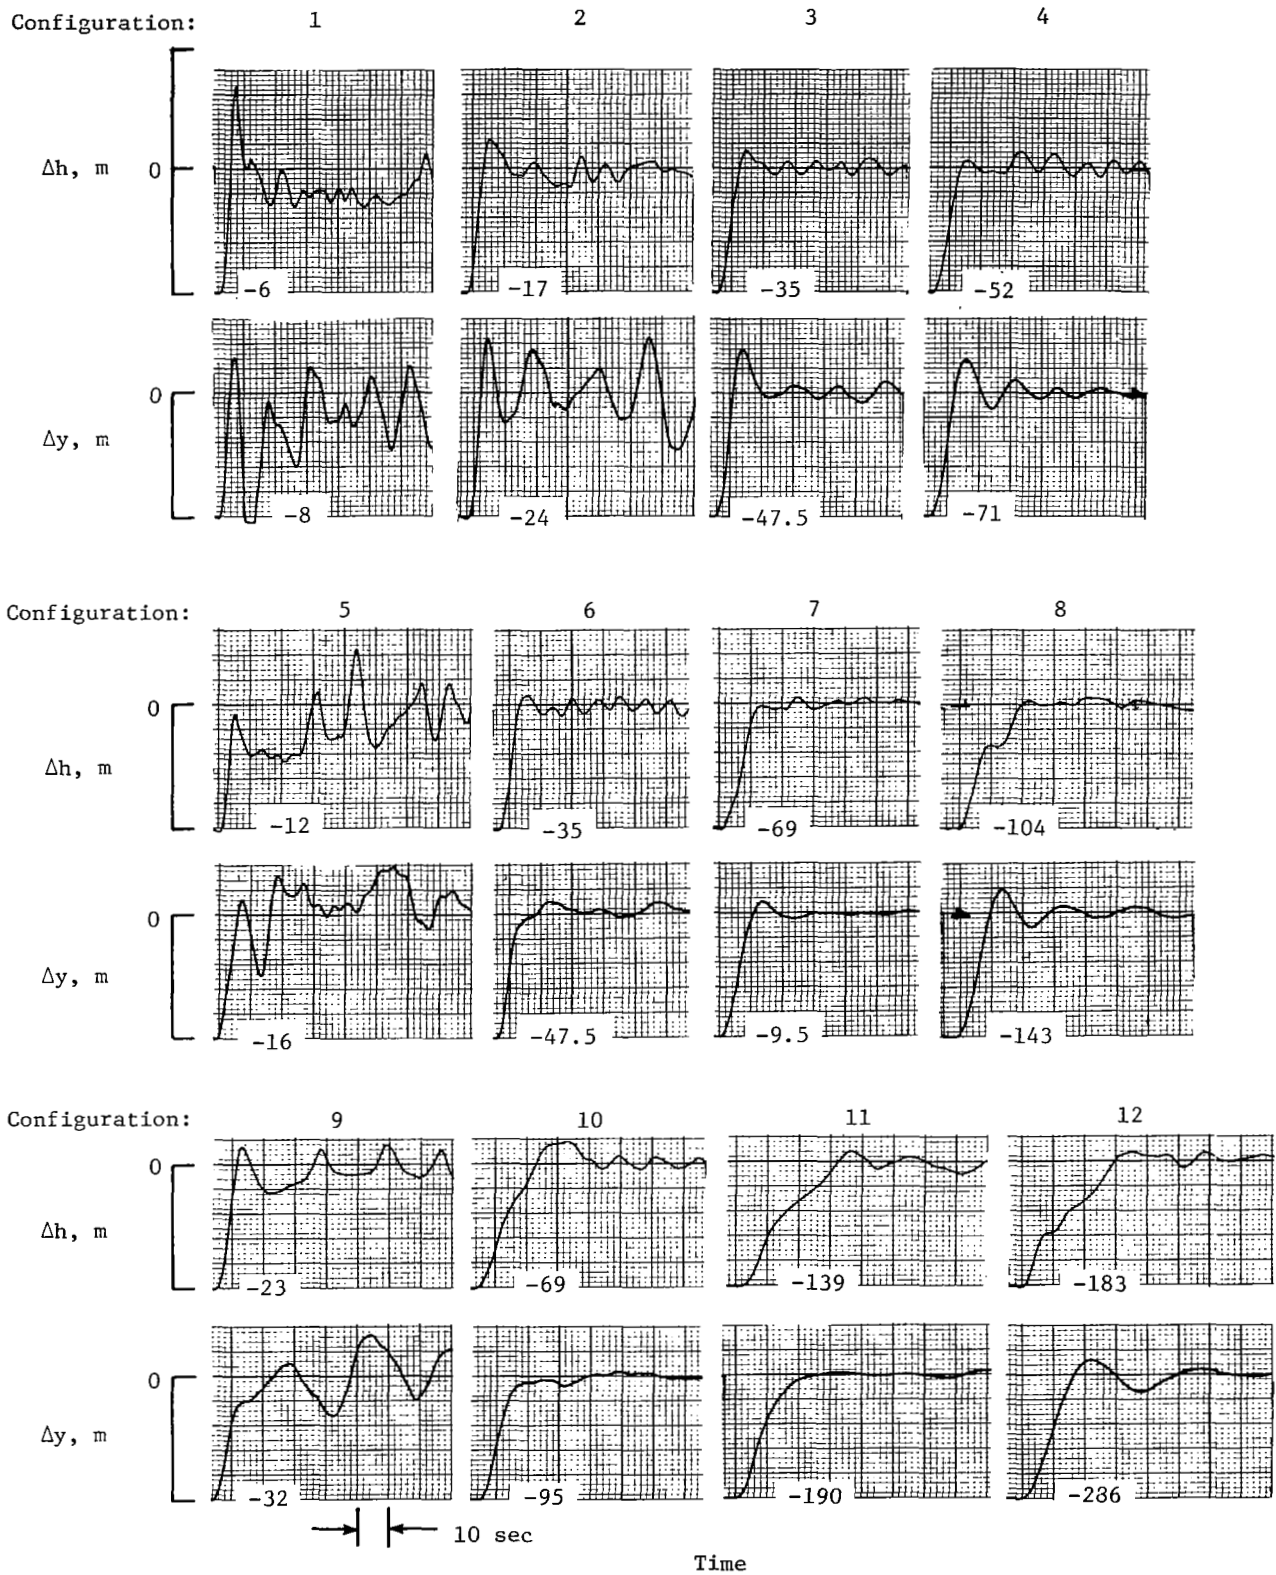 Configuration: 1 2 3 4
Δh, m 0
-6 -17 -35 -52
0
Δy, m
-8 -24 -47.5 -71
Configuration: 5 6 7 8
0
Δh, m
-12 -35 -69 -104
0
Δy, m
-16 -47.5 -9.5 -143
Configuration: 9 10 11 12
0
Δh, m
-23 -69 -139 -183
0
Δy, m
-32 -95 -190 -286
10 sec
Time